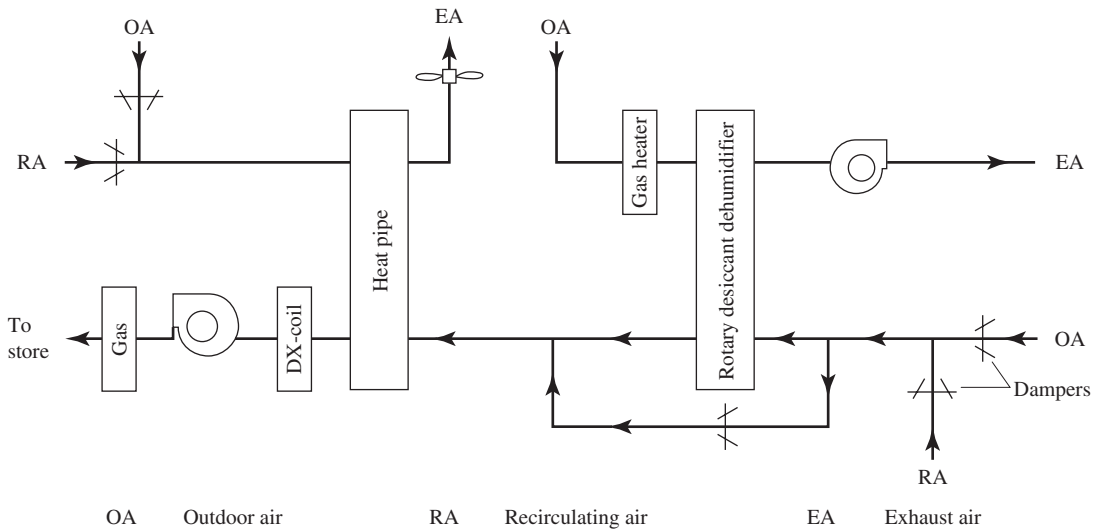 OA
EA
OA
RA
EA
Gas heater
Rotary desiccant dehumidifier
Heat pipe
To
store
Gas
DX-coil
OA
Dampers
RA
OA Outdoor air RA Recirculating air EA Exhaust air